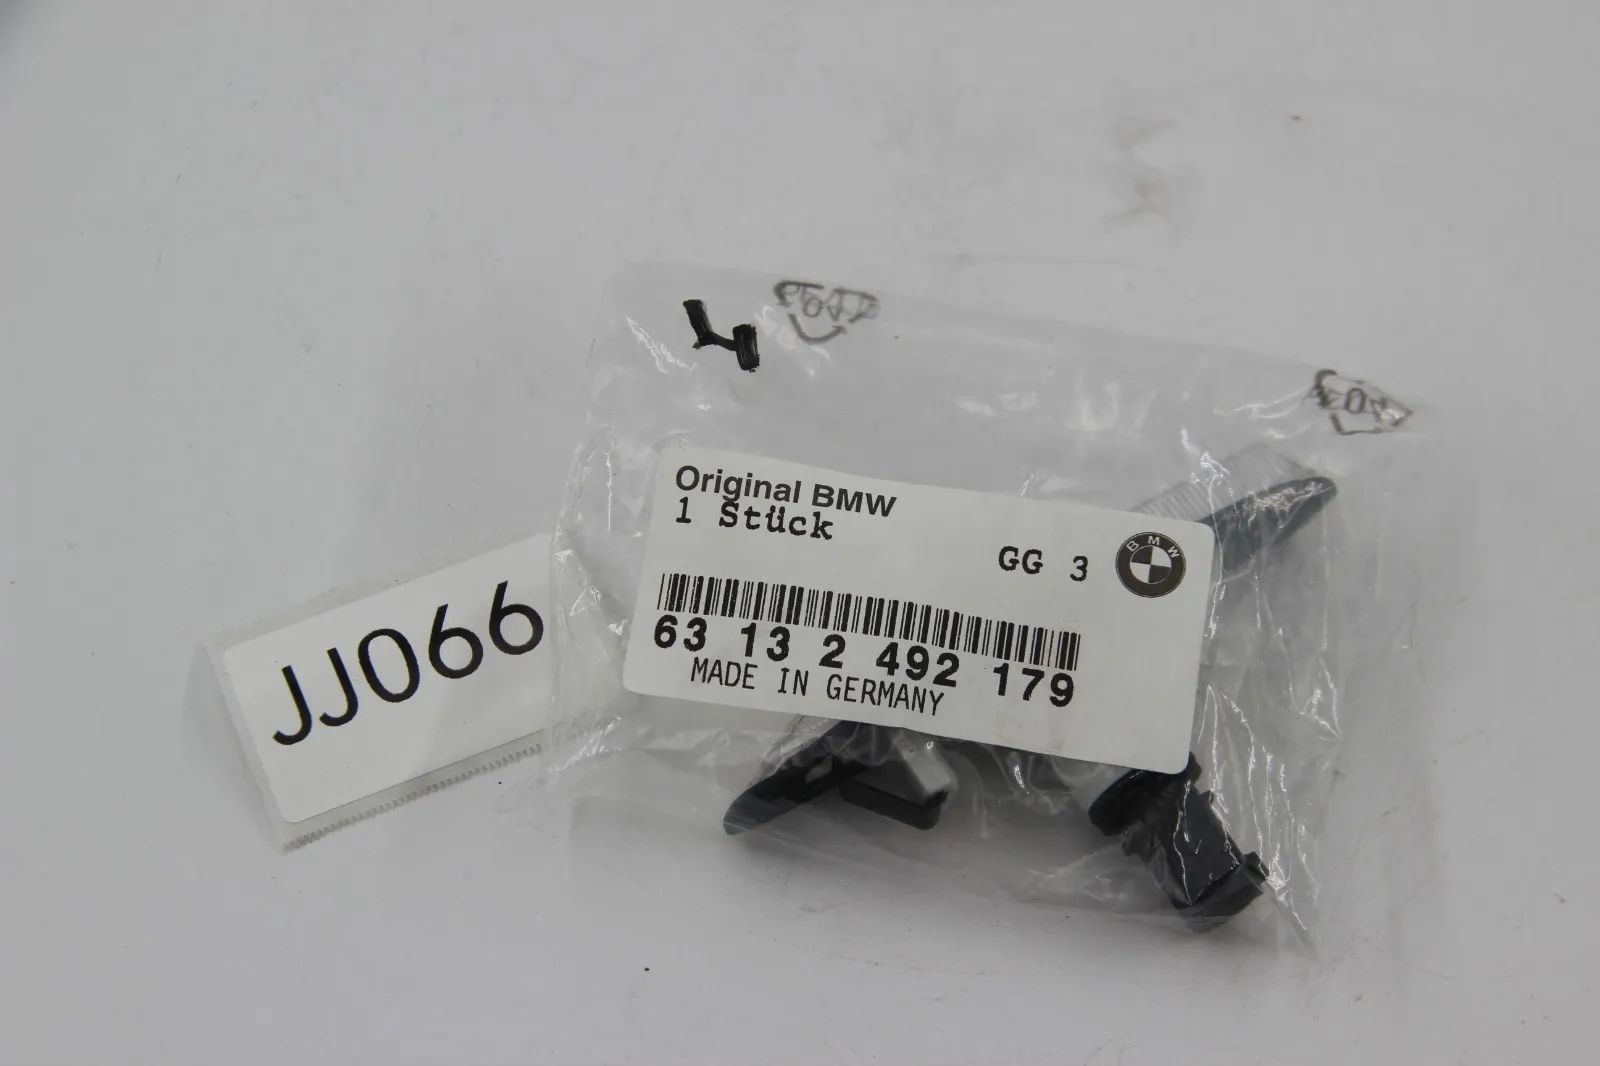 Original BMW
1 Stück
GG 3
BMW
63 13 2 492 179
MADE IN GERMANY
JJ066